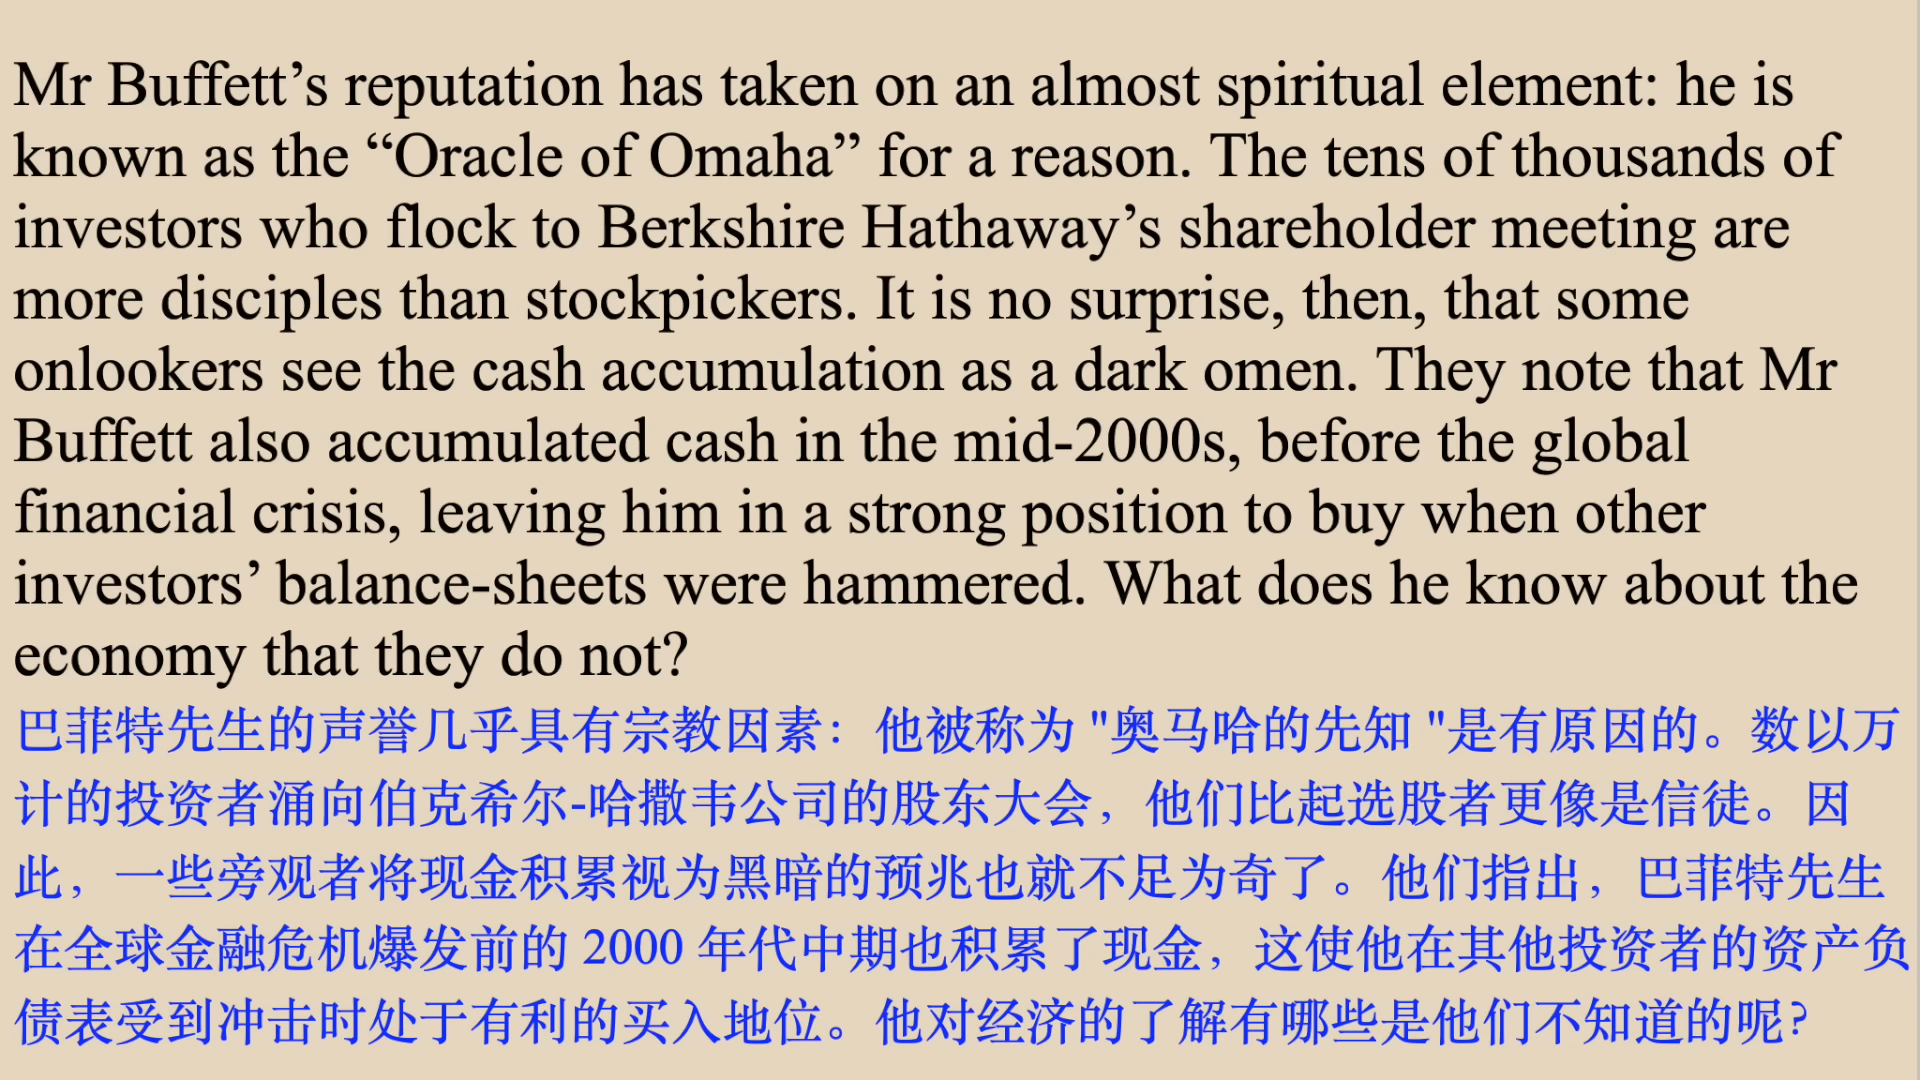 Mr Buffett’s reputation has taken on an almost spiritual element: he is
known as the “Oracle of Omaha” for a reason. The tens of thousands of
investors who flock to Berkshire Hathaway’s shareholder meeting are
more disciples than stockpickers. It is no surprise, then, that some
onlookers see the cash accumulation as a dark omen. They note that Mr
Buffett also accumulated cash in the mid-2000s, before the global
financial crisis, leaving him in a strong position to buy when other
investors’ balance-sheets were hammered. What does he know about the
economy that they do not?
巴菲特先生的声誉几乎具有宗教因素：他被称为 "奥马哈的先知 "是有原因的。数以万
计的投资者涌向伯克希尔-哈撒韦公司的股东大会，他们比起选股者更像是信徒。因
此，一些旁观者将现金积累视为黑暗的预兆也就不足为奇了。他们指出，巴菲特先生
在全球金融危机爆发前的 2000 年代中期也积累了现金，这使他在其他投资者的资产负
债表受到冲击时处于有利的买入地位。他对经济的了解有哪些是他们不知道的呢？